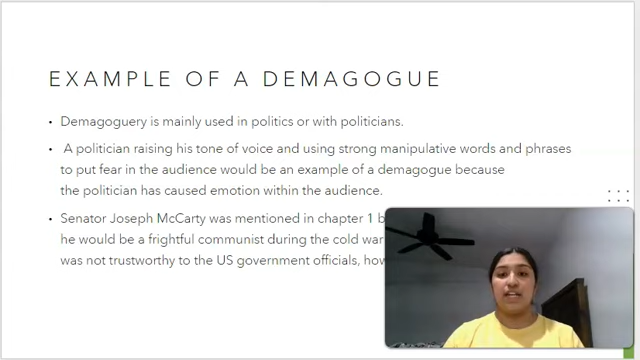 EXAMPLE OF A DEMAGOGUE
• Demagoguery is mainly used in politics or with politicians.
• A politician raising his tone of voice and using strong manipulative words and phrases
to put fear in the audience would be an example of a demagogue because
the politician has caused emotion within the audience.
• Senator Joseph McCarty was mentioned in chapter 1
he would be a frightful communist during the cold war
was not trustworthy to the US government officials,